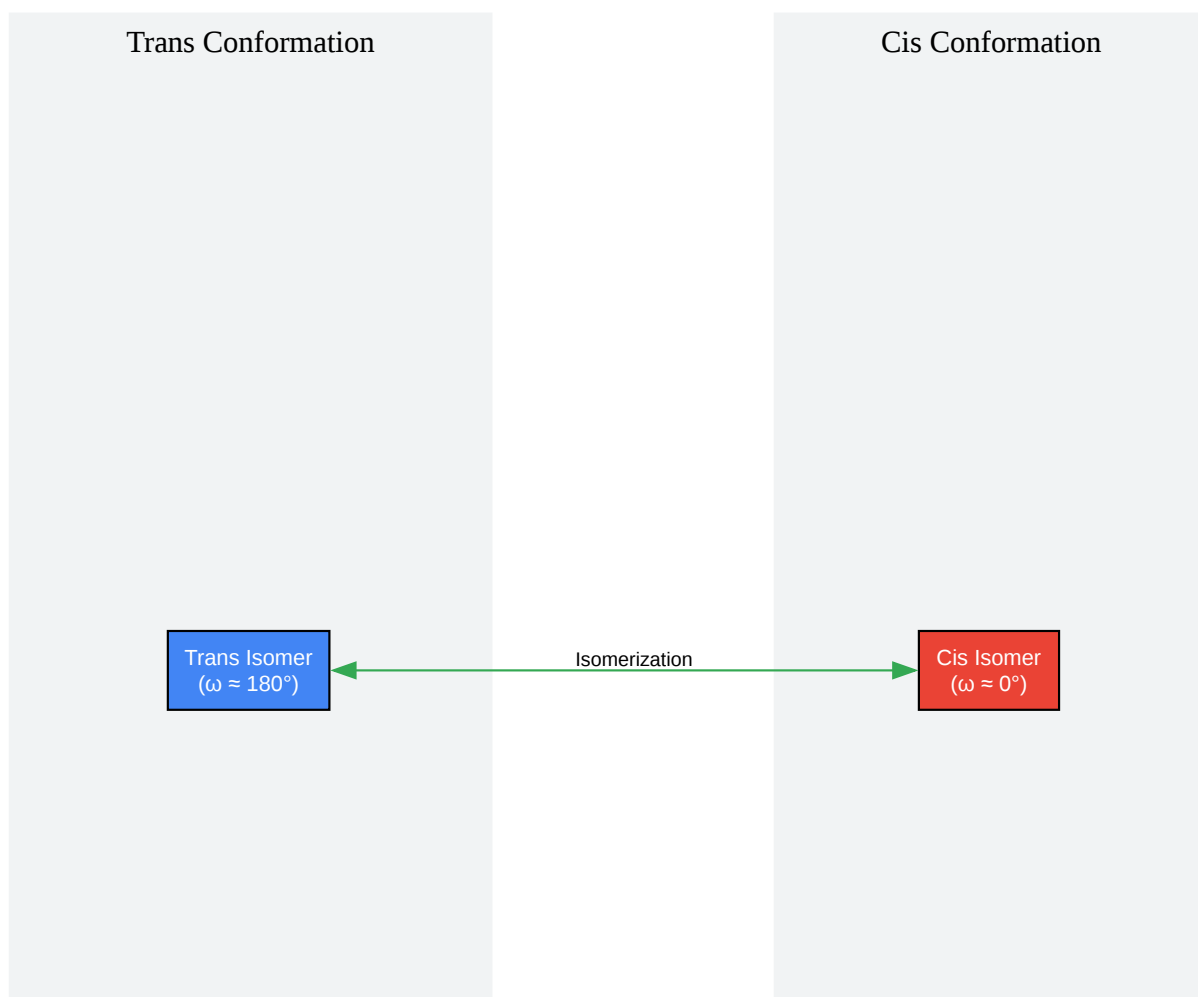 Trans Conformation
Cis Conformation
Trans Isomer
(ω ≈ 180°)
Isomerization
Cis Isomer
(ω ≈ 0°)